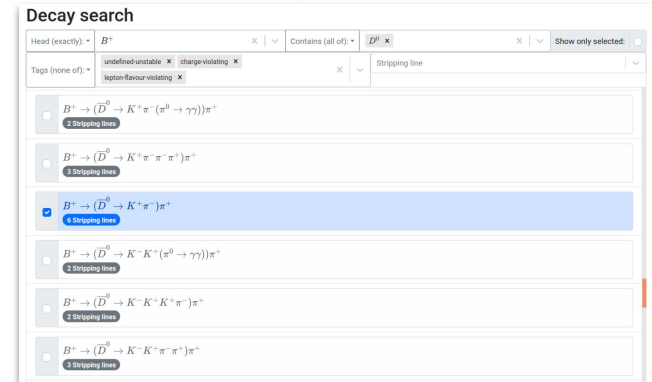 Decay search
Head (exactly): B⁺ × Contains (all of): D⁰ × × Show only selected:
Tags (none of): undefined-unstable × charge-violating × lepton-flavour-violating × × Stripping line
B⁺ → (D̅⁰ → K⁺π⁻(π⁰ → γγ))π⁺
2 Stripping lines
B⁺ → (D̅⁰ → K⁺π⁻π⁻π⁺)π⁺
3 Stripping lines
B⁺ → (D̅⁰ → K⁺π⁻)π⁺
6 Stripping lines
B⁺ → (D̅⁰ → K⁻K⁺(π⁰ → γγ))π⁺
2 Stripping lines
B⁺ → (D̅⁰ → K⁻K⁺K⁺π⁻)π⁺
2 Stripping lines
B⁺ → (D̅⁰ → K⁻K⁺π⁻π⁺)π⁺
3 Stripping lines